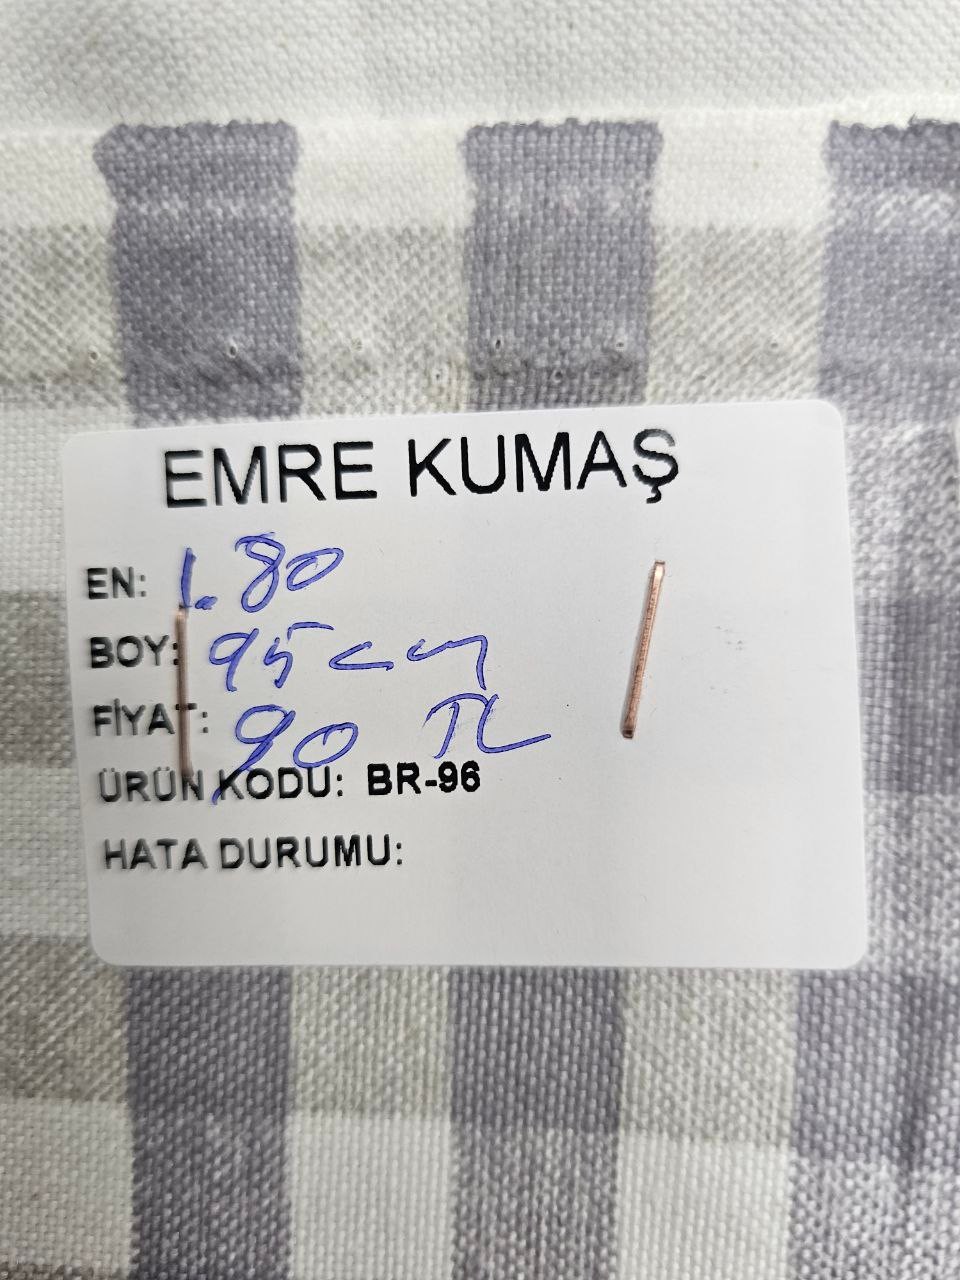 EMRE KUMAŞ
EN: 1.80
BOY: 95 cm
FİYAT: 90 TL
ÜRÜN KODU: BR-96
HATA DURUMU: